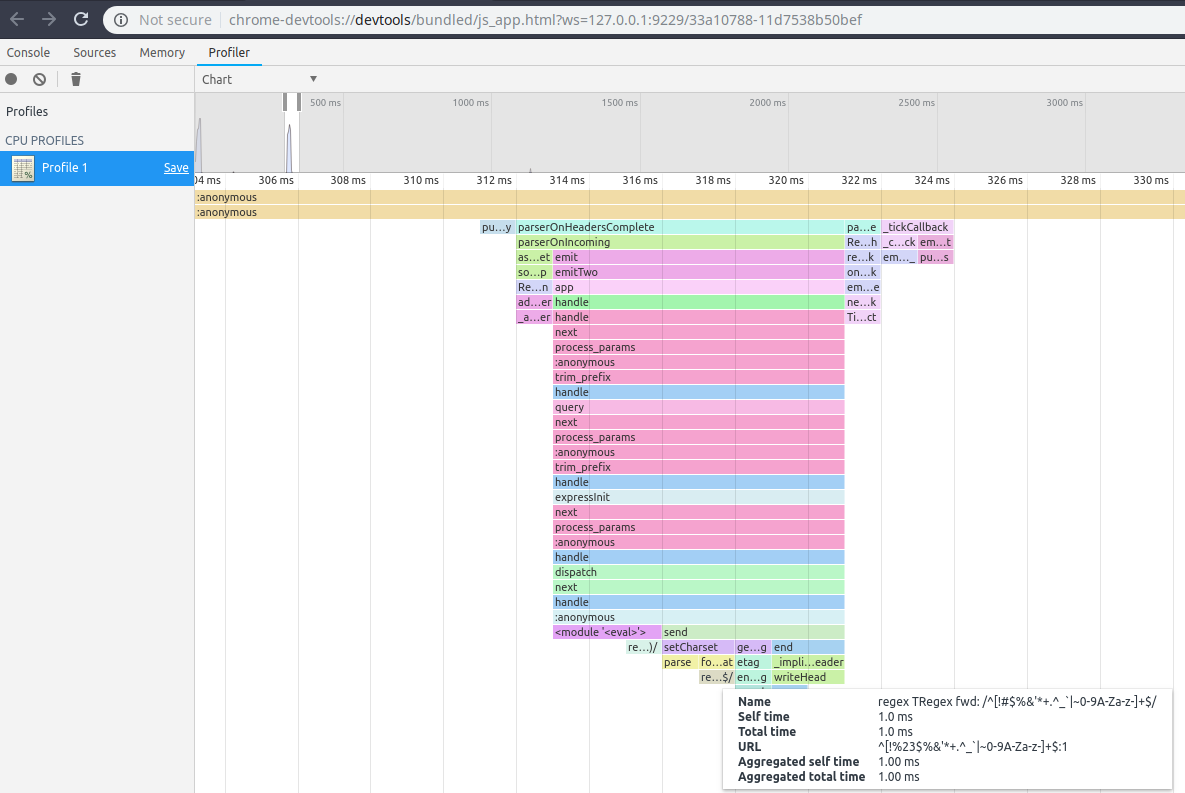 Not secure chrome-devtools://devtools/bundled/js_app.html?ws=127.0.0.1:9229/33a10788-11d7538b50bef
Console Sources Memory Profiler
Chart ▼
Profiles
CPU PROFILES
Profile 1 Save
500 ms 1000 ms 1500 ms 2000 ms 2500 ms 3000 ms
04 ms 306 ms 308 ms 310 ms 312 ms 314 ms 316 ms 318 ms 320 ms 322 ms 324 ms 326 ms 328 ms 330 ms
:anonymous
:anonymous
pu…y parserOnHeadersComplete pa…e _tickCallback
parserOnIncoming Re…h _c…ck em…t
as…et emit re…k em…_ pu…s
so…p emitTwo on…k
Re…n app em…e
ad…er handle ne…k
_a…er handle Ti…ct
next
process_params
:anonymous
trim_prefix
handle
query
next
process_params
:anonymous
trim_prefix
handle
expressInit
next
process_params
:anonymous
handle
dispatch
next
handle
:anonymous
<module '<eval>'> send
re…)/ setCharset ge…g end
parse fo…at etag _impli…eader
re…$/ en…g writeHead
Name regex TRegex fwd: /^[!#$%&'*+.^_`|~0-9A-Za-z-]+$/
Self time 1.0 ms
Total time 1.0 ms
URL ^[!%23$%&'*+.^_`|~0-9A-Za-z-]+$:1
Aggregated self time 1.00 ms
Aggregated total time 1.00 ms